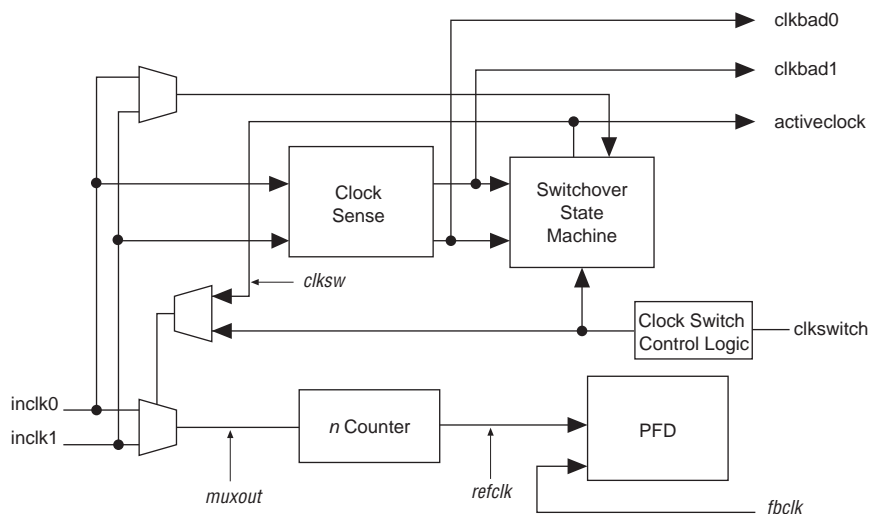 clkbad0
clkbad1
activeclock
Clock
Sense
Switchover
State
Machine
clksw
Clock Switch
Control Logic
clkswitch
inclk0
inclk1
n Counter
PFD
muxout
refclk
fbclk